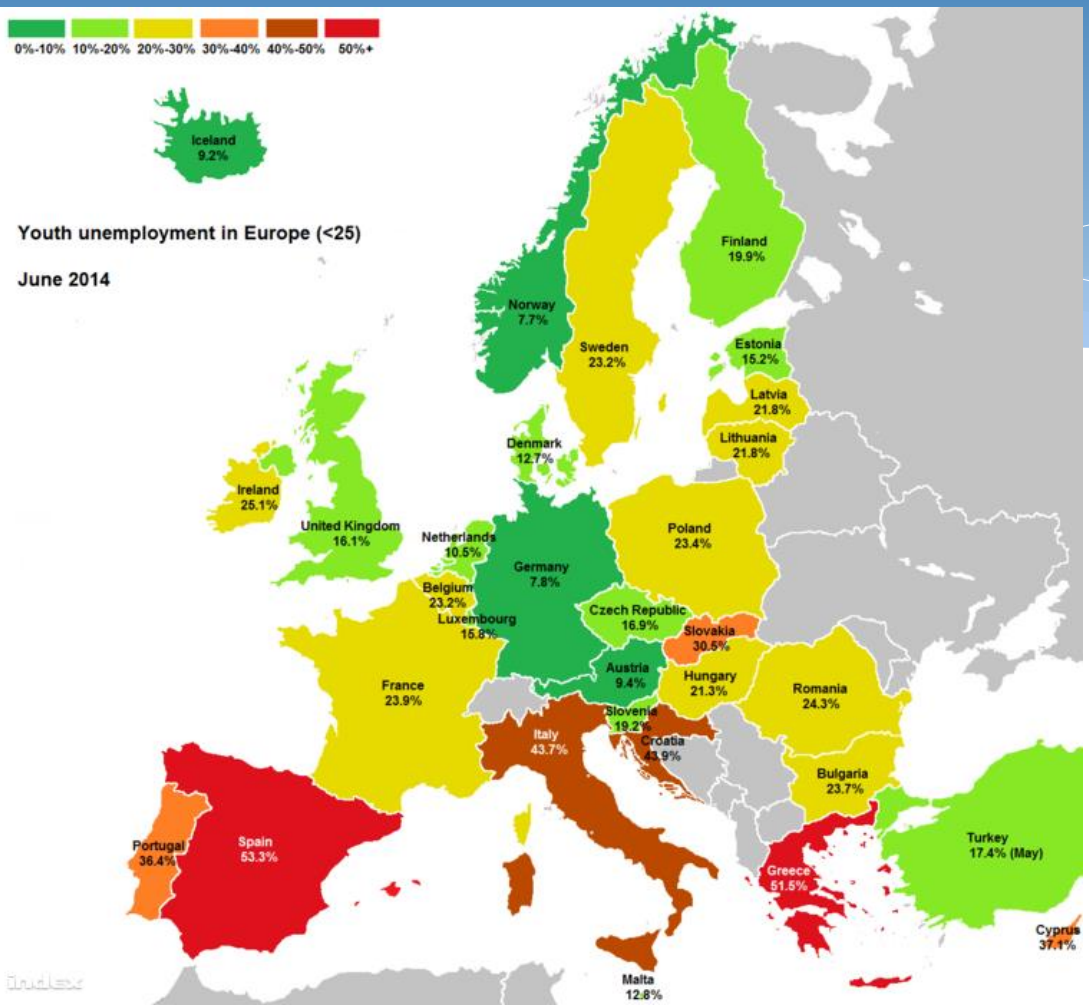 0%-10% 10%-20% 20%-30% 30%-40% 40%-50% 50%+
Iceland
9.2%
Youth unemployment in Europe (<25)
June 2014
Finland
19.9%
Norway
7.7%
Sweden
23.2%
Estonia
15.2%
Latvia
21.8%
Lithuania
21.8%
Denmark
12.7%
Ireland
25.1%
United Kingdom
16.1%
Netherlands
10.5%
Germany
7.8%
Poland
23.4%
Belgium
23.2%
Luxembourg
15.8%
Czech Republic
16.9%
Slovakia
30.5%
Austria
9.4%
Hungary
21.3%
Romania
24.3%
France
23.9%
Slovenia
19.2%
Italy
43.7%
Croatia
43.9%
Bulgaria
23.7%
Portugal
36.4%
Spain
53.3%
Greece
51.5%
Turkey
17.4% (May)
Cyprus
37.1%
Malta
12.8%
index